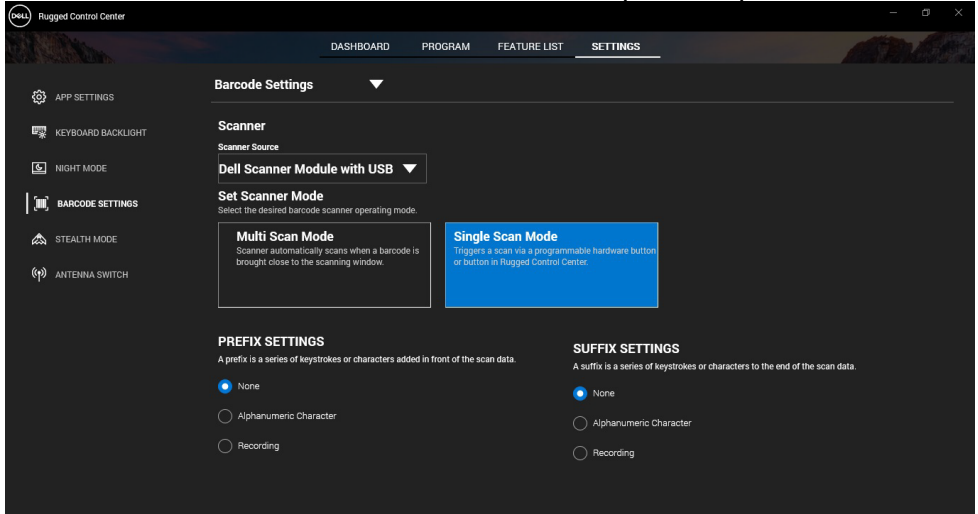 DELL
Rugged Control Center
DASHBOARD
PROGRAM
FEATURE LIST
SETTINGS
APP SETTINGS
KEYBOARD BACKLIGHT
NIGHT MODE
BARCODE SETTINGS
STEALTH MODE
ANTENNA SWITCH
Barcode Settings
Scanner
Scanner Source
Dell Scanner Module with USB
Set Scanner Mode
Select the desired barcode scanner operating mode.
Multi Scan Mode
Scanner automatically scans when a barcode is
brought close to the scanning window.
Single Scan Mode
Triggers a scan via a programmable hardware button
or button in Rugged Control Center.
PREFIX SETTINGS
A prefix is a series of keystrokes or characters added in front of the scan data.
None
Alphanumeric Character
Recording
SUFFIX SETTINGS
A suffix is a series of keystrokes or characters to the end of the scan data.
None
Alphanumeric Character
Recording